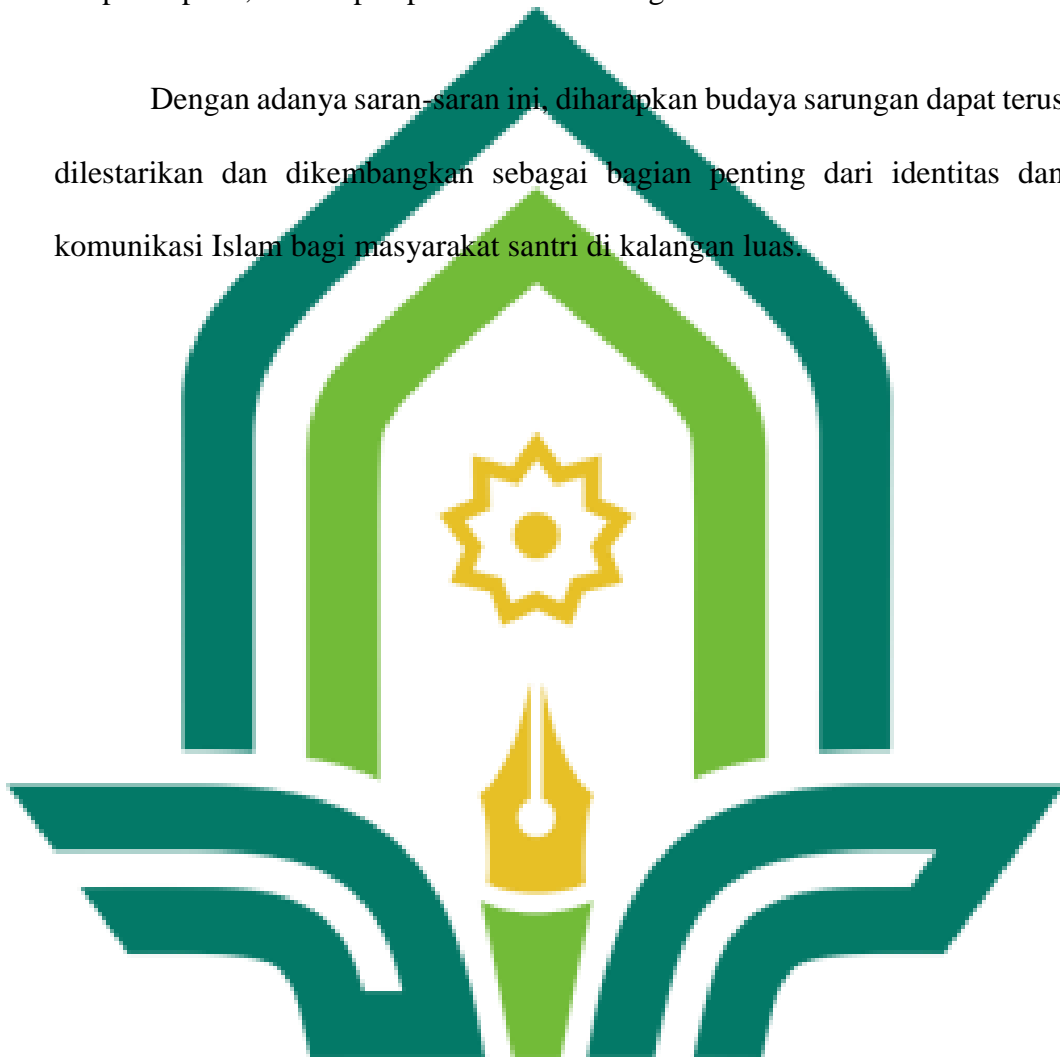 Dengan adanya saran-saran ini, diharapkan budaya sarungan dapat terus
dilestarikan dan dikembangkan sebagai bagian penting dari identitas dan
komunikasi Islam bagi masyarakat santri di kalangan luas.